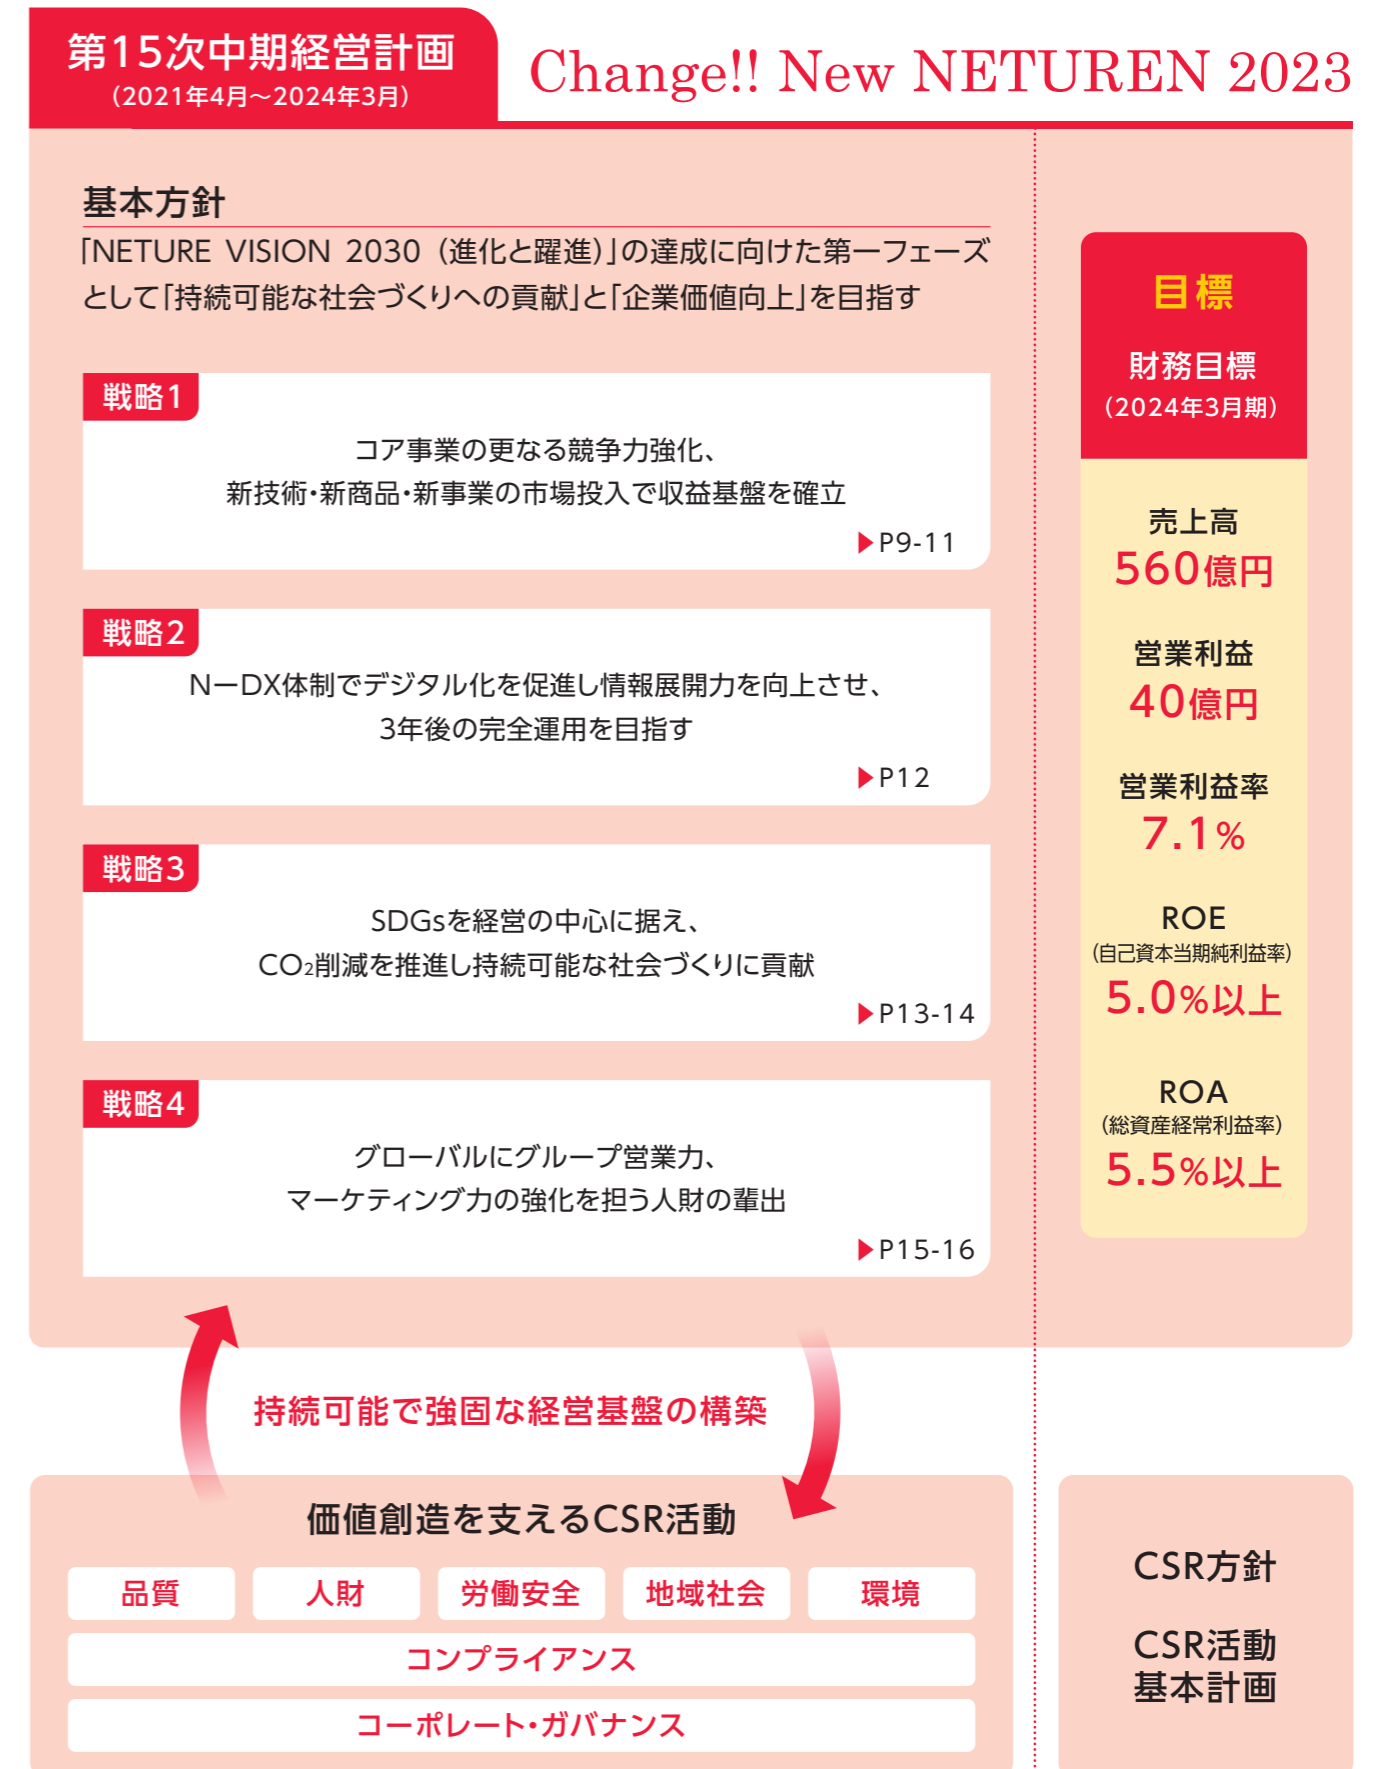 第15次中期経営計画
（2021年4月～2024年3月）
Change!! New NETUREN 2023
基本方針
「NETURE VISION 2030（進化と躍進）」の達成に向けた第一フェーズ
として「持続可能な社会づくりへの貢献」と「企業価値向上」を目指す
戦略1
コア事業の更なる競争力強化、
新技術・新商品・新事業の市場投入で収益基盤を確立
▶P9-11
戦略2
NーDX体制でデジタル化を促進し情報展開力を向上させ、
3年後の完全運用を目指す
▶P12
戦略3
SDGsを経営の中心に据え、
CO₂削減を推進し持続可能な社会づくりに貢献
▶P13-14
戦略4
グローバルにグループ営業力、
マーケティング力の強化を担う人財の輩出
▶P15-16
目標
財務目標
（2024年3月期）
売上高
560億円
営業利益
40億円
営業利益率
7.1%
ROE
（自己資本当期純利益率）
5.0%以上
ROA
（総資産経常利益率）
5.5%以上
持続可能で強固な経営基盤の構築
価値創造を支えるCSR活動
品質
人財
労働安全
地域社会
環境
コンプライアンス
コーポレート・ガバナンス
CSR方針
CSR活動
基本計画